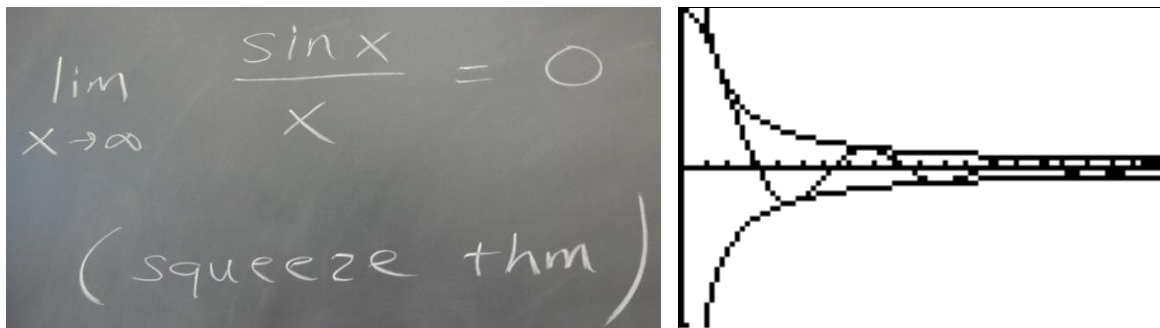 lim sin x / x = 0
x→∞
(squeeze thm)